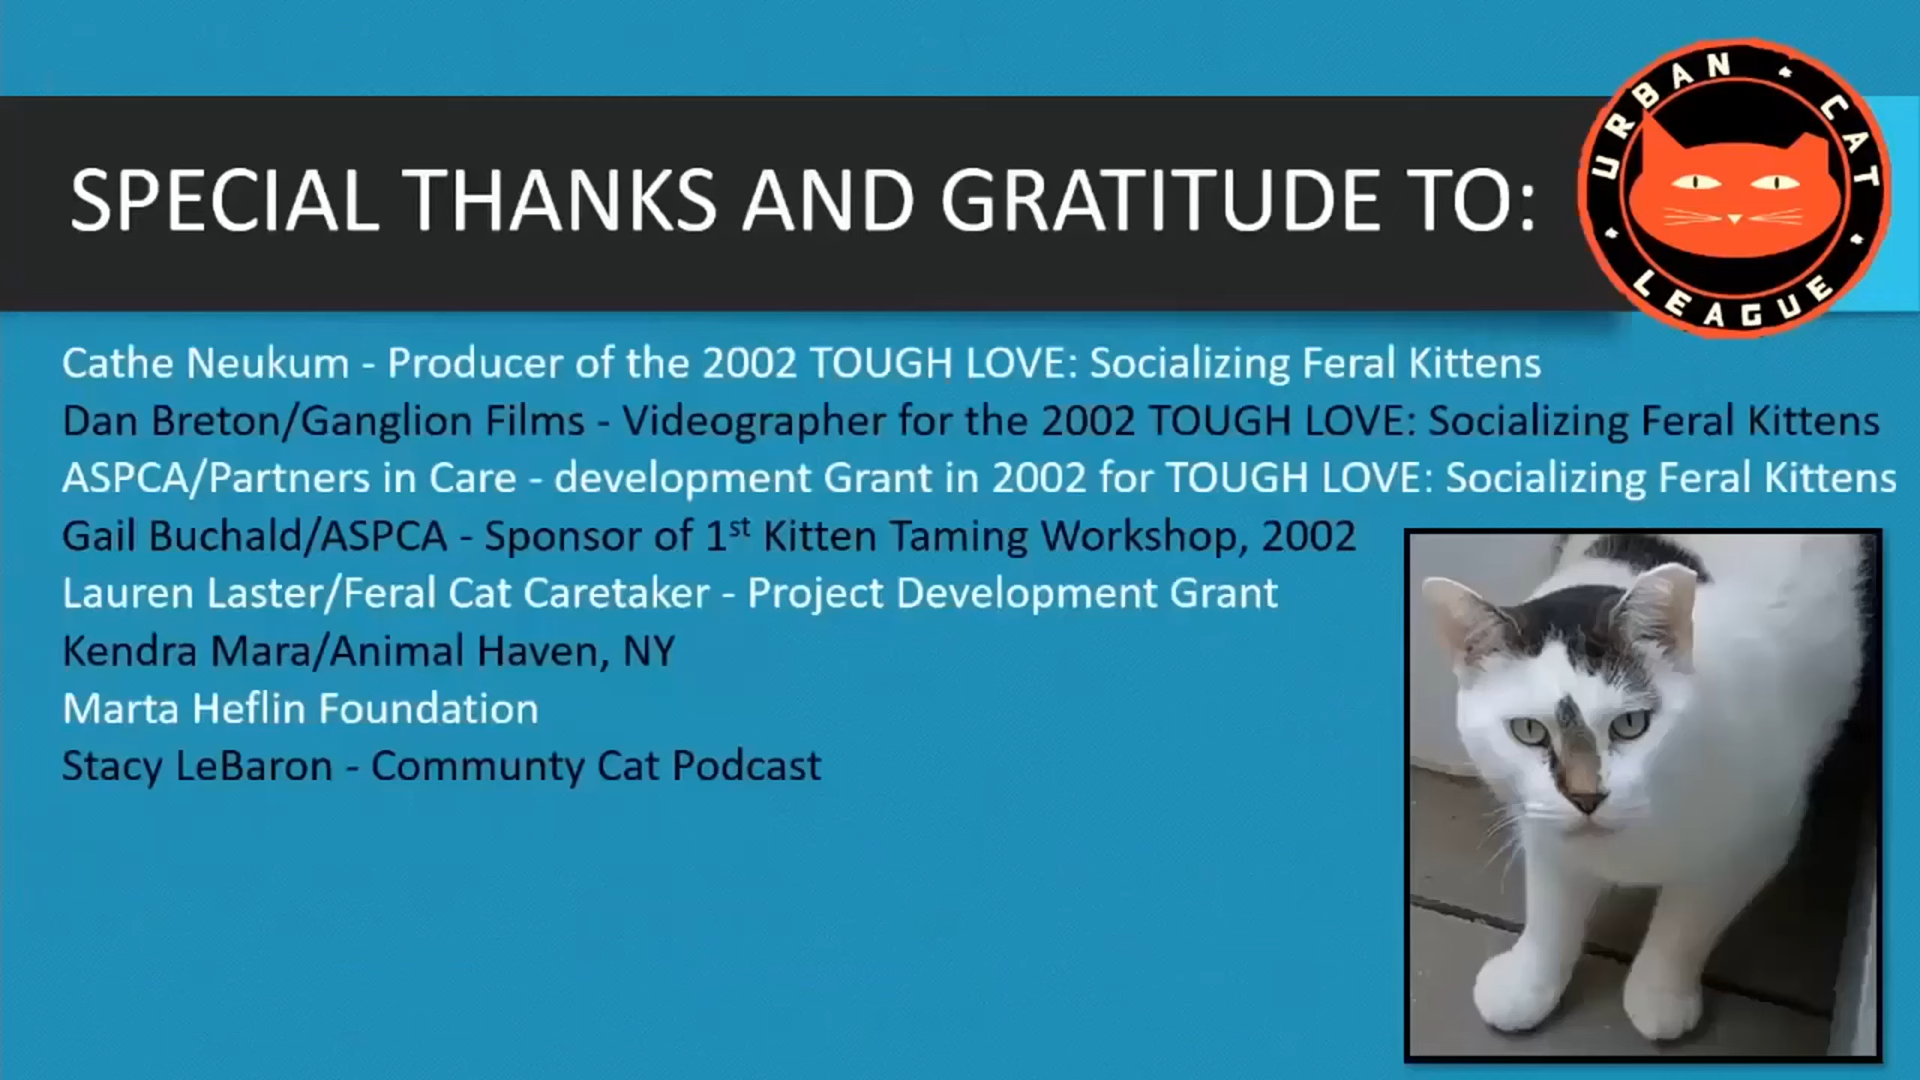 URBAN CAT
LEAGUE
SPECIAL THANKS AND GRATITUDE TO:
Cathe Neukum - Producer of the 2002 TOUGH LOVE: Socializing Feral Kittens
Dan Breton/Ganglion Films - Videographer for the 2002 TOUGH LOVE: Socializing Feral Kittens
ASPCA/Partners in Care - development Grant in 2002 for TOUGH LOVE: Socializing Feral Kittens
Gail Buchald/ASPCA - Sponsor of 1st Kitten Taming Workshop, 2002
Lauren Laster/Feral Cat Caretaker - Project Development Grant
Kendra Mara/Animal Haven, NY
Marta Heflin Foundation
Stacy LeBaron - Communty Cat Podcast